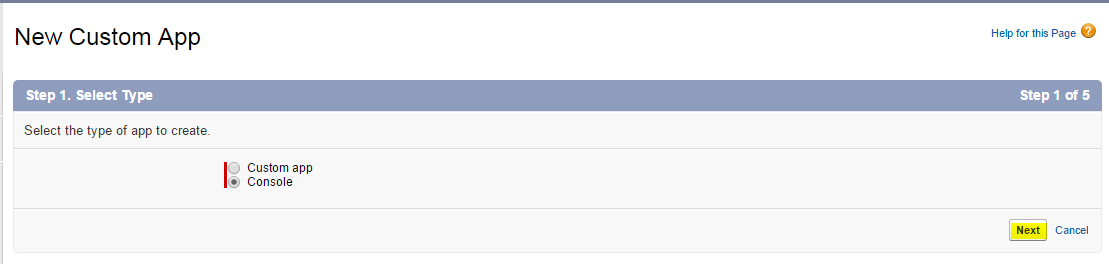 New Custom App
Help for this Page ?
Step 1. Select Type
Step 1 of 5
Select the type of app to create.
Custom app
Console
Next
Cancel